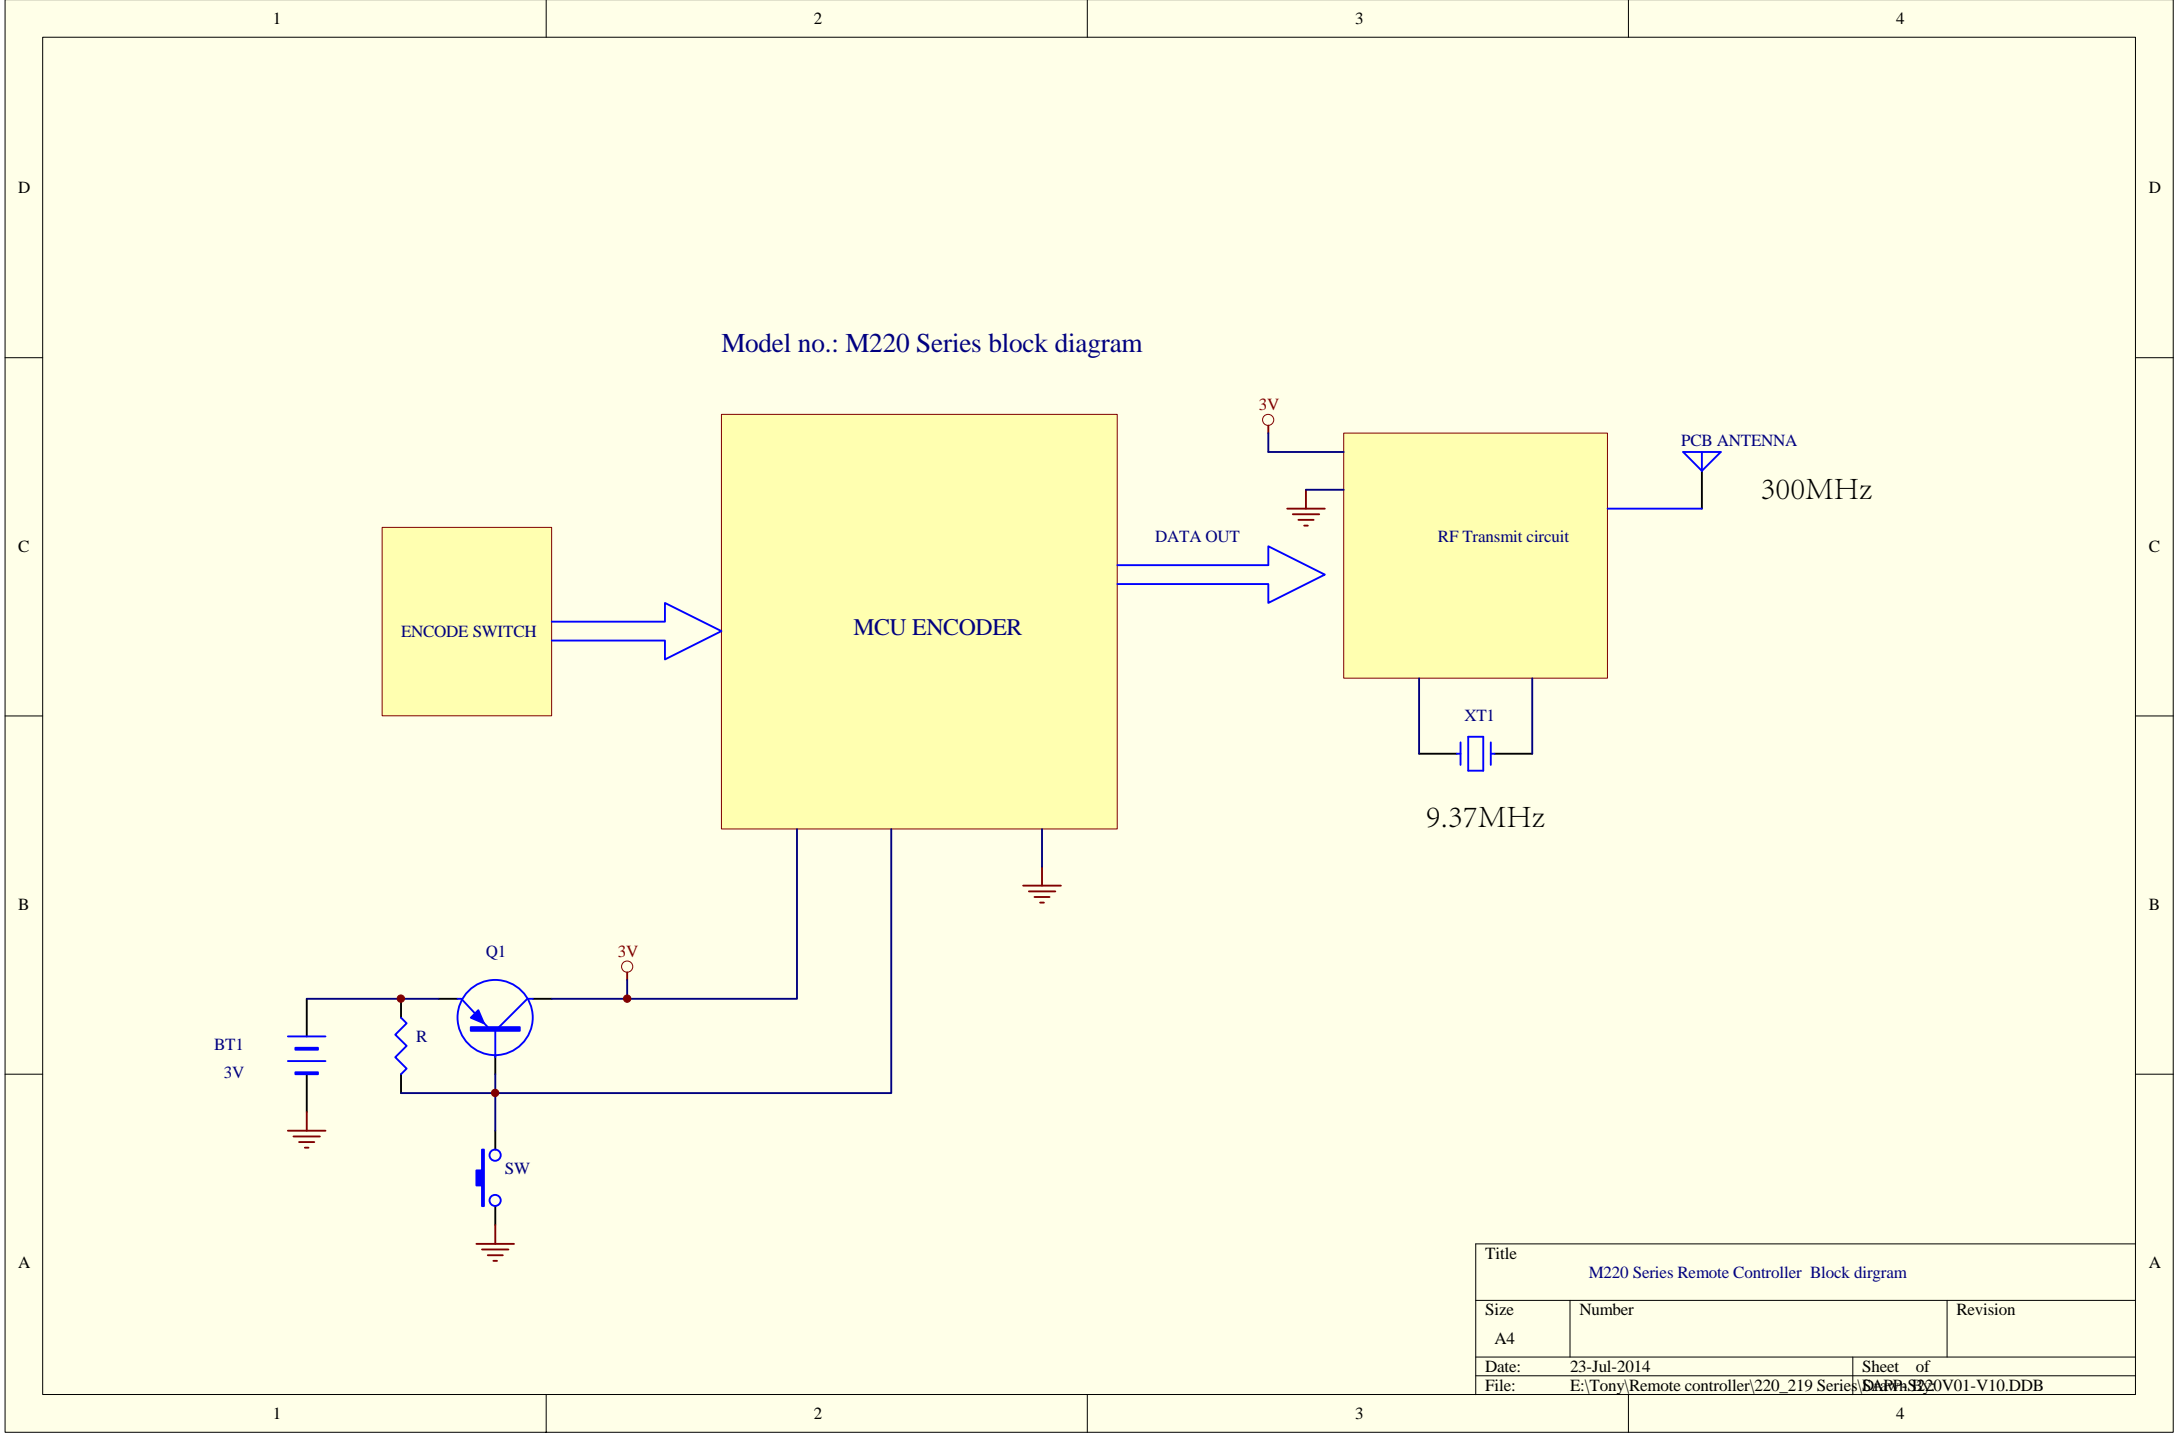 1 2 3 4
D D
Model no.: M220 Series block diagram
3V
PCB ANTENNA
300MHz
DATA OUT
RF Transmit circuit
C C
ENCODE SWITCH
MCU ENCODER
XT1
9.37MHz
B B
Q1
3V
R
BT1
3V
SW
A A
Title
M220 Series Remote Controller Block dirgram
Size Number Revision
A4
Date: 23-Jul-2014 Sheet of
File: E:\Tony\Remote controller\220_219 Series\ V01-V10.DDB
1 2 3 4